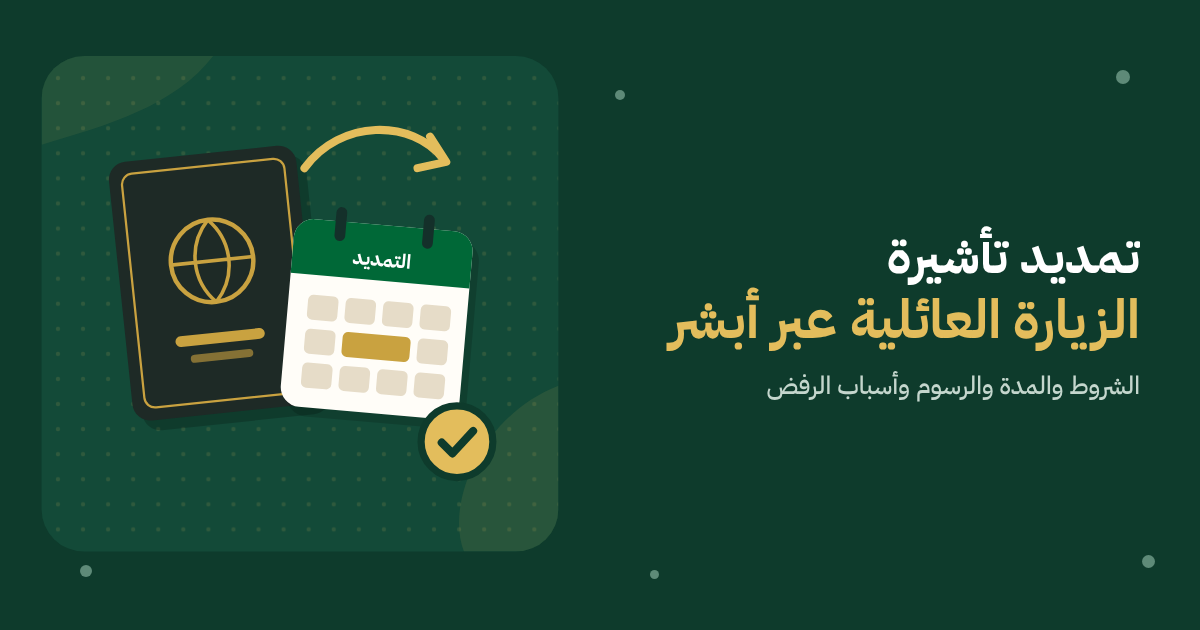 تمديد تأشيرة
الزيارة العائلية عبر أبشر
الشروط والمدة والرسوم وأسباب الرفض
التمديد